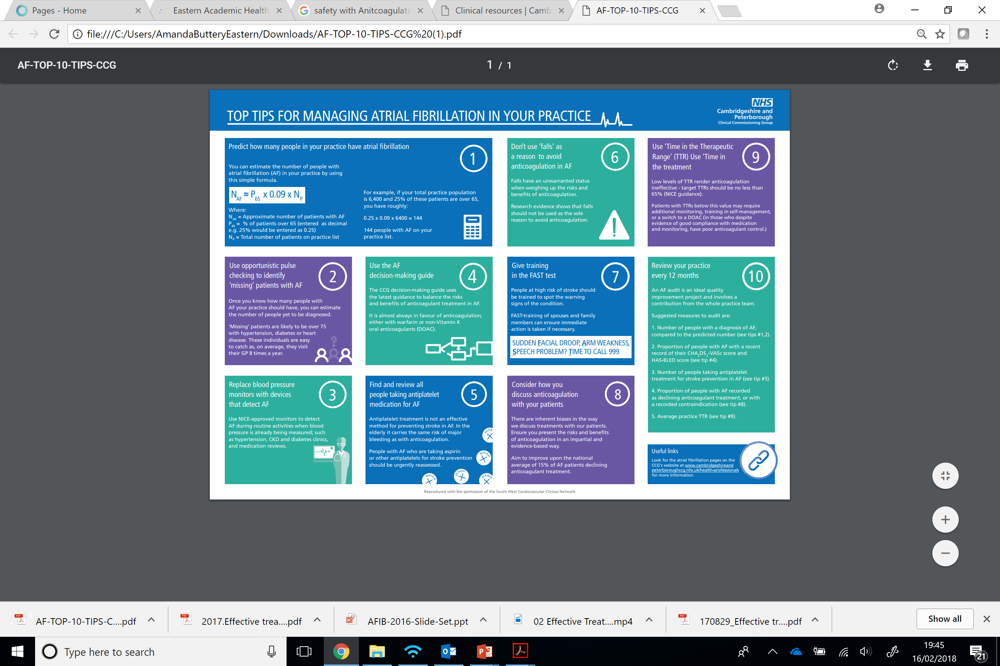 Pages - Home
Eastern Academic Health
safety with Anitcoagulati
Clinical resources | Camb
AF-TOP-10-TIPS-CCG
file:///C:/Users/AmandaButteryEastern/Downloads/AF-TOP-10-TIPS-CCG%20(1).pdf
AF-TOP-10-TIPS-CCG
1 / 1
TOP TIPS FOR MANAGING ATRIAL FIBRILLATION IN YOUR PRACTICE
NHS
Cambridgeshire and
Peterborough
Clinical Commissioning Group
Predict how many people in your practice have atrial fibrillation
1
You can estimate the number of people with
atrial fibrillation (AF) in your practice by using
this simple formula.
N_AF ≈ P_65 x 0.09 x N_P
Where:
N_AF = Approximate number of patients with AF
P_65 = % of patients over 65 (entered as decimal
e.g. 25% would be entered as 0.25)
N_P = Total number of patients on practice list
For example, if your total practice population
is 6,400 and 25% of these patients are over 65,
you have roughly:
0.25 x 0.09 x 6400 = 144
144 people with AF on your
practice list.
Use opportunistic pulse
checking to identify
‘missing’ patients with AF
2
Once you know how many people with
AF your practice should have, you can estimate
the number of people yet to be diagnosed.
‘Missing’ patients are likely to be over 75
with hypertension, diabetes or heart
disease. These individuals are easy
to catch as, on average, they visit
their GP 8 times a year.
?
Replace blood pressure
monitors with devices
that detect AF
3
Use NICE-approved monitors to detect
AF during routine activities when blood
pressure is already being measured; such
as hypertension, CKD and diabetes clinics,
and medication reviews.
Use the AF
decision-making guide
4
The CCG decision-making guide uses
the latest guidance to balance the risks
and benefits of anticoagulant treatment in AF.
It is almost always in favour of anticoagulation,
either with warfarin or non-Vitamin K
oral anticoagulants (DOAC).
Find and review all
people taking antiplatelet
medication for AF
5
Antiplatelet treatment is not an effective
method for preventing stroke in AF. In the
elderly it carries the same risk of major
bleeding as with anticoagulation.
People with AF who are taking aspirin
or other antiplatelets for stroke prevention
should be urgently reassessed.
ASPIRIN
ASPIRIN
ASPIRIN
ASPIRIN
ASPIRIN
Don’t use ‘falls’ as
a reason to avoid
anticoagulation in AF
6
Falls have an unwarranted status
when weighing up the risks and
benefits of anticoagulation.
Research evidence shows that falls
should not be used as the sole
reason to avoid anticoagulation.
Give training
in the FAST test
7
People at high risk of stroke should
be trained to spot the warning
signs of the condition.
FAST-training of spouses and family
members can ensure immediate
action is taken if necessary.
SUDDEN FACIAL DROOP, ARM WEAKNESS,
SPEECH PROBLEM? TIME TO CALL 999
Consider how you
discuss anticoagulation
with your patients
8
There are inherent biases in the way
we discuss treatments with our patients.
Ensure you present the risks and benefits
of anticoagulation in an impartial and
evidence-based way.
Aim to improve upon the national
average of 15% of AF patients declining
anticoagulant treatment.
Use ‘Time in the Therapeutic
Range’ (TTR) Use ‘Time in
the treatment
9
Low levels of TTR render anticoagulation
ineffective - target TTRs should be no less than
65% (NICE guidance).
Patients with TTRs below this value may require
additional monitoring, training in self-management,
or a switch to a DOAC (in those who despite
evidence of good compliance with medication
and monitoring, have poor anticoagulant control.)
Review your practice
every 12 months
10
An AF audit is an ideal quality
improvement project and involves a
contribution from the whole practice team.
Suggested measures to audit are:
1. Number of people with a diagnosis of AF,
compared to the predicted number (see tips #1,2).
2. Proportion of people with AF with a recent
record of their CHA₂DS₂-VASc score and
HAS-BLED score (see tip #4).
3. Number of people taking antiplatelet
treatment for stroke prevention in AF (see tip #5).
4. Proportion of people with AF recorded
as declining anticoagulant treatment, or with
a recorded contraindication (see tip #8).
5. Average practice TTR (see tip #9).
Useful links
Look for the atrial fibrillation pages on the
CCG’s website at www.cambridgeshireand
peterboroughccg.nhs.uk/health-professionals
for more information.
Reproduced with the permission of the South West Cardiovascular Clinical Network
AF-TOP-10-TIPS-C....pdf
2017.Effective trea....pdf
AFIB-2016-Slide-Set.ppt
02 Effective Treat....mp4
170829_Effective tr....pdf
Show all
Type here to search
19:45
16/02/2018
21